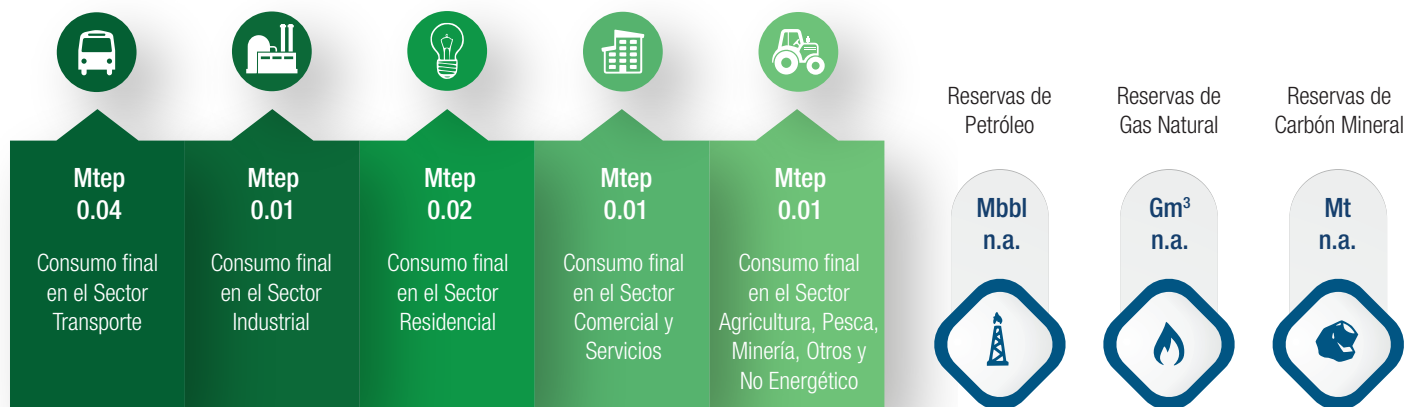 Mtep
0.04
Consumo final
en el Sector
Transporte
Mtep
0.01
Consumo final
en el Sector
Industrial
Mtep
0.02
Consumo final
en el Sector
Residencial
Mtep
0.01
Consumo final
en el Sector
Comercial y
Servicios
Mtep
0.01
Consumo final
en el Sector
Agricultura, Pesca,
Minería, Otros y
No Energético
Reservas de
Petróleo
Mbbl
n.a.
Reservas de
Gas Natural
Gm³
n.a.
Reservas de
Carbón Mineral
Mt
n.a.